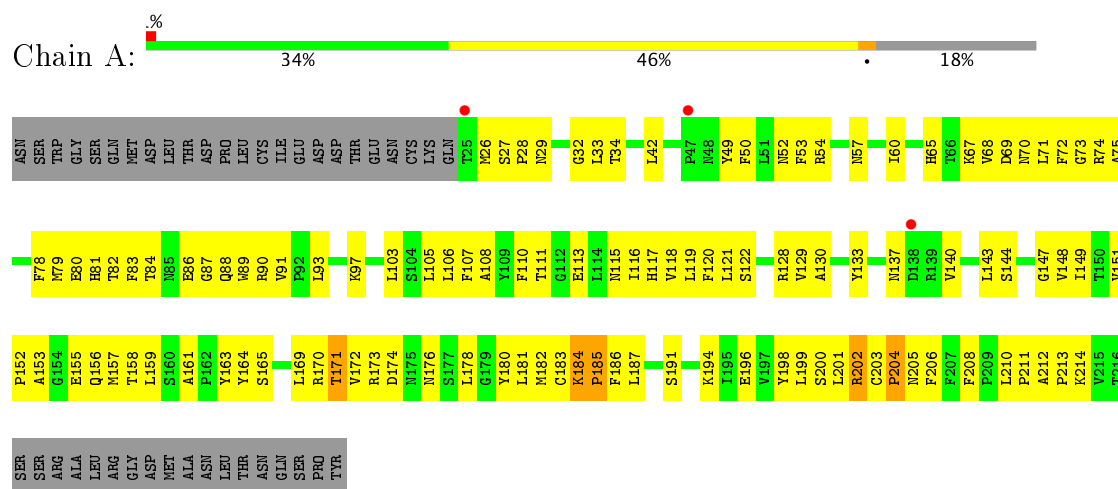 .%
Chain A:
34% 46% . 18%
ASN SER TRP GLY SER GLN MET ASP LEU THR ASP PRO LEU CYS ILE GLU ASP ASP THR GLU ASN CYS LYS GLN T25 M26 S27 P28 N29 G32 L33 T34 L42 P47 N48 Y49 F50 L51 N52 F53 R54 N57 I60 H65 T66 K67 V68 D69 N70 L71 F72 G73 R74 A75
F78 M79 E80 H81 T82 F83 T84 N85 E86 G87 Q88 W89 R90 V91 P92 L93 K97 L103 S104 L105 L106 F107 A108 Y109 F110 T111 G112 E113 L114 N115 I116 H117 V118 L119 F120 L121 S122 R128 V129 A130 Y133 N137 D138 R139 V140 L143 S144 G147 V148 I149 T150 V151
P152 A153 G154 E155 Q156 M157 T158 L159 S160 A161 P162 Y163 Y164 S165 L169 R170 T171 V172 R173 D174 N175 N176 S177 L178 G179 Y180 L181 M182 C183 K184 P185 F186 L187 S191 K194 I195 E196 V197 Y198 L199 S200 L201 R202 C203 P204 N205 F206 F207 F208 P209 L210 P211 A212 P213 K214 V215 T216
SER SER ARG ALA LEU ARG GLY ASP MET ALA ASN LEU THR ASN GLN SER PRO TYR